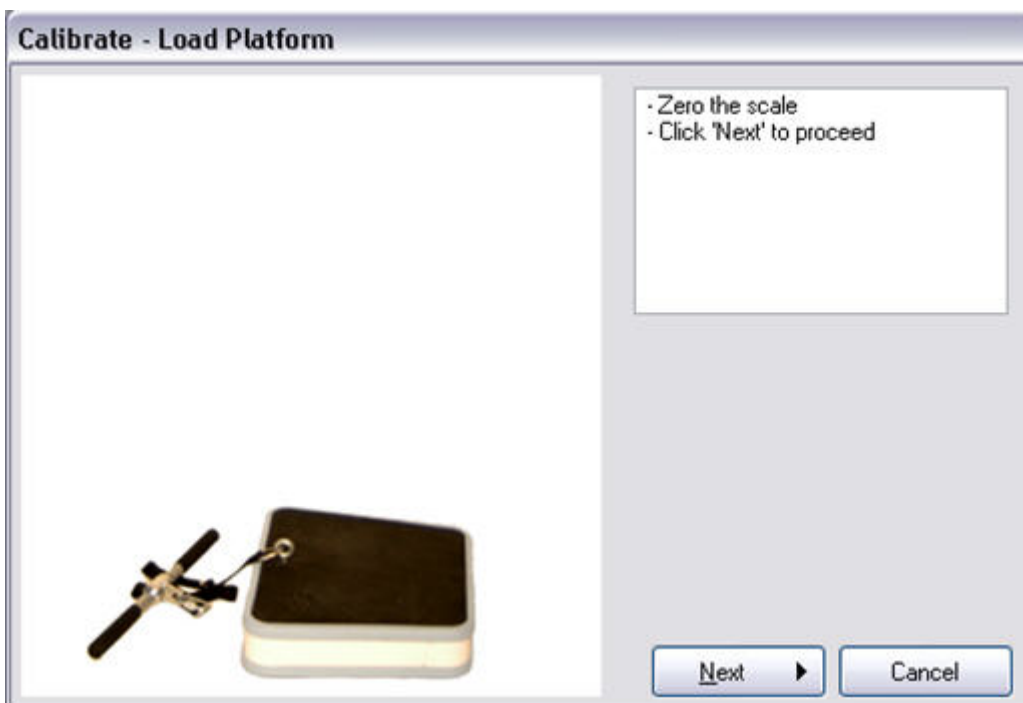 Calibrate - Load Platform
- Zero the scale
- Click 'Next' to proceed
Next
Cancel